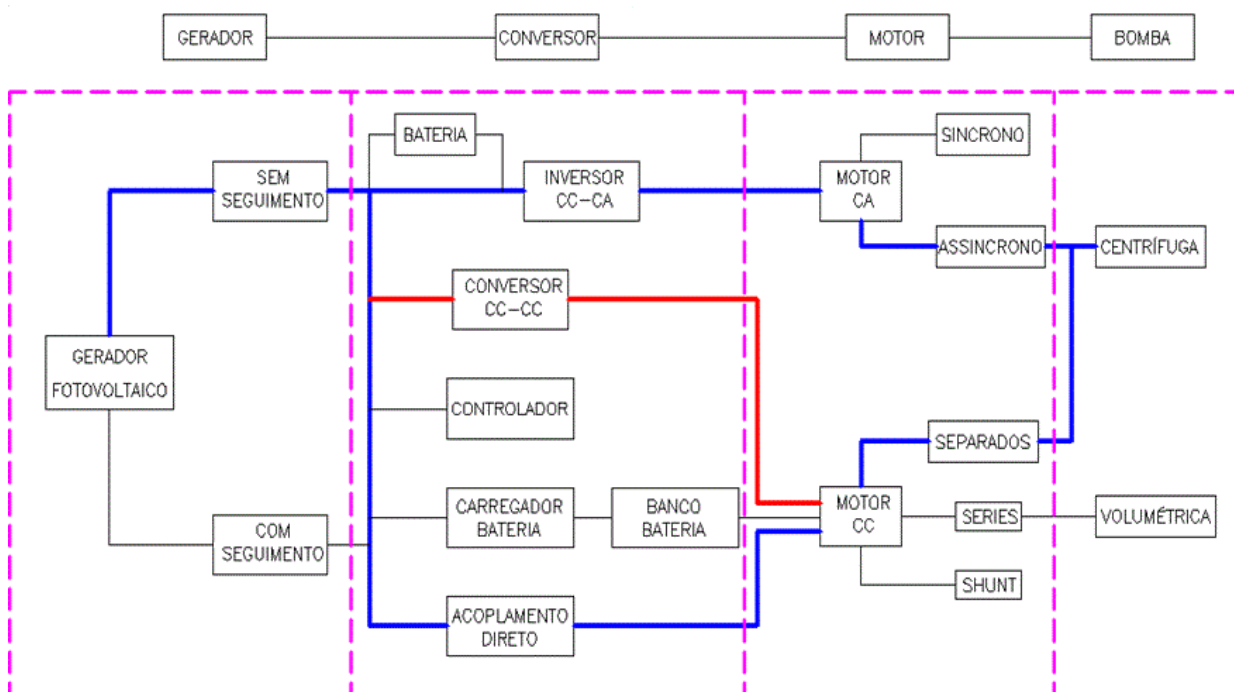 GERADOR
CONVERSOR
MOTOR
BOMBA
BATERIA
SINCRONO
SEM
SEGUIMENTO
INVERSOR
CC-CA
MOTOR
CA
ASSINCRONO
CENTRÍFUGA
CONVERSOR
CC-CC
GERADOR
FOTOVOLTAICO
CONTROLADOR
SEPARADOS
COM
SEGUIMENTO
CARREGADOR
BATERIA
BANCO
BATERIA
MOTOR
CC
SERIES
VOLUMÉTRICA
SHUNT
ACOPLAMENTO
DIRETO